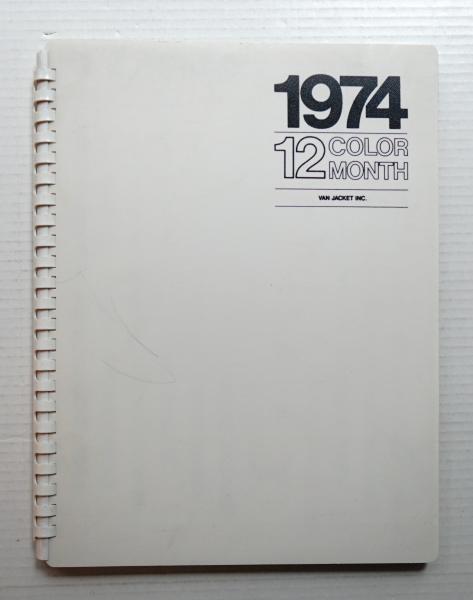 1974
12 COLOR
MONTH
VAN JACKET INC.